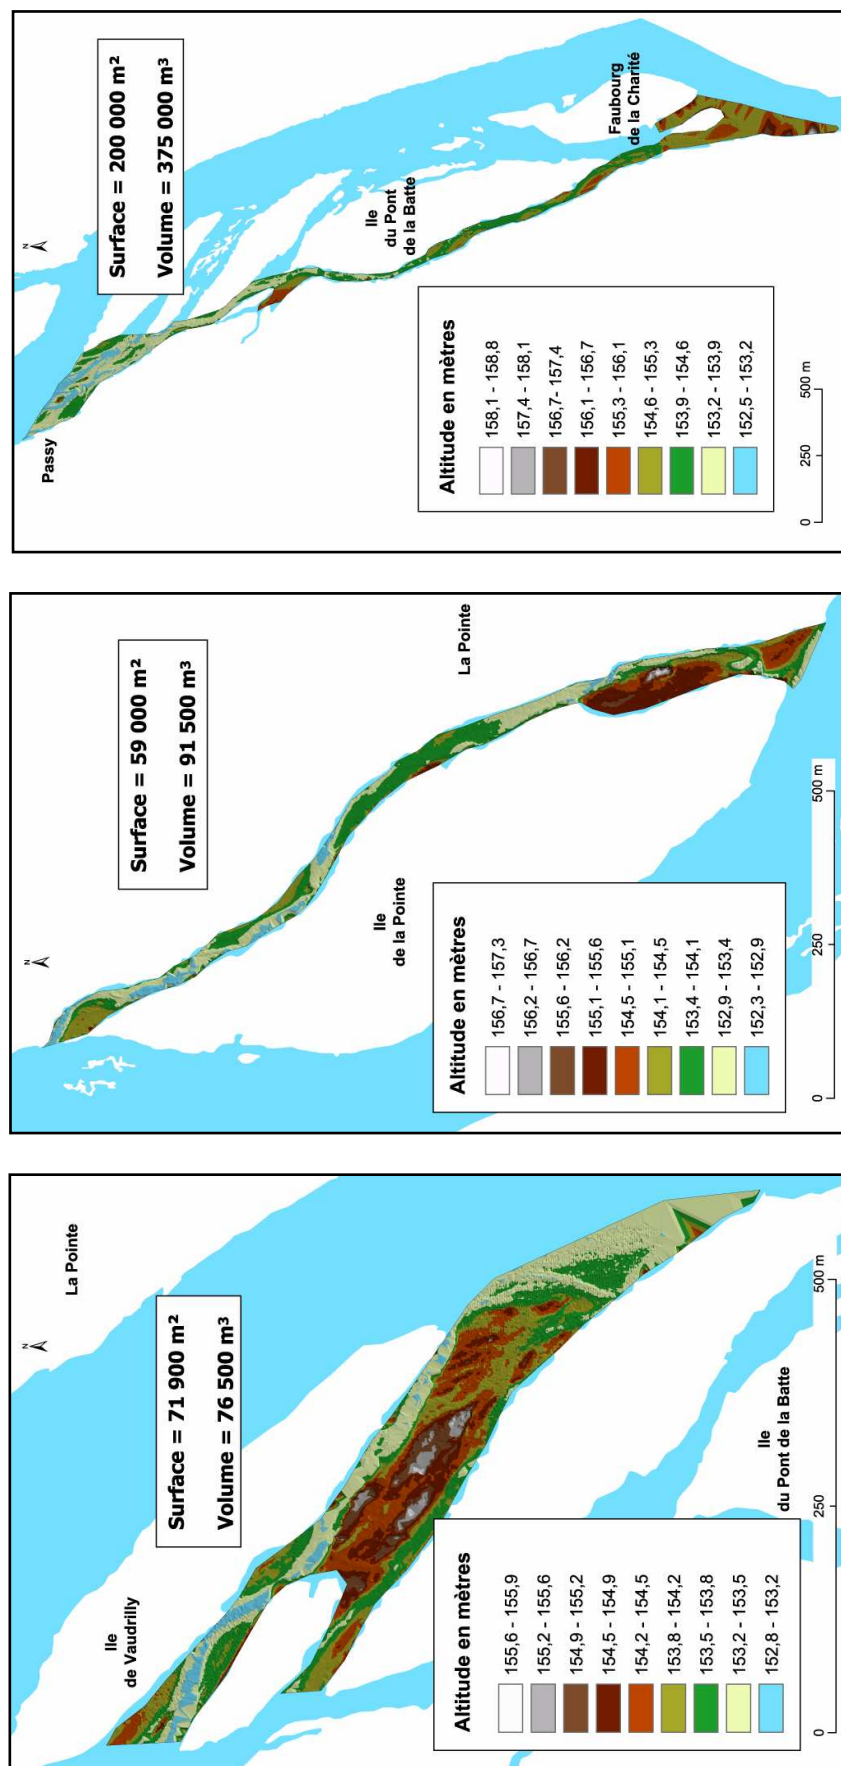 La Pointe
N
Surface = 71 900 m²
Volume = 76 500 m³
Ile
de Vaudrilly
Ile
du Pont de la Batte
Altitude en mètres
155,6 - 155,9
155,2 - 155,6
154,9 - 155,2
154,5 - 154,9
154,2 - 154,5
153,8 - 154,2
153,5 - 153,8
153,2 - 153,5
152,8 - 153,2
0
250
500 m
N
Surface = 59 000 m²
Volume = 91 500 m³
La Pointe
Ile
de la Pointe
Altitude en mètres
156,7 - 157,3
156,2 - 156,7
155,6 - 156,2
155,1 - 155,6
154,5 - 155,1
154,1 - 154,5
153,4 - 154,1
152,9 - 153,4
152,3 - 152,9
0
250
500 m
N
Passy
Surface = 200 000 m²
Volume = 375 000 m³
Ile
du Pont
de la Batte
Faubourg
de la Charité
Altitude en mètres
158,1 - 158,8
157,4 - 158,1
156,7- 157,4
156,1 - 156,7
155,3 - 156,1
154,6 - 155,3
153,9 - 154,6
153,2 - 153,9
152,5 - 153,2
0
250
500 m